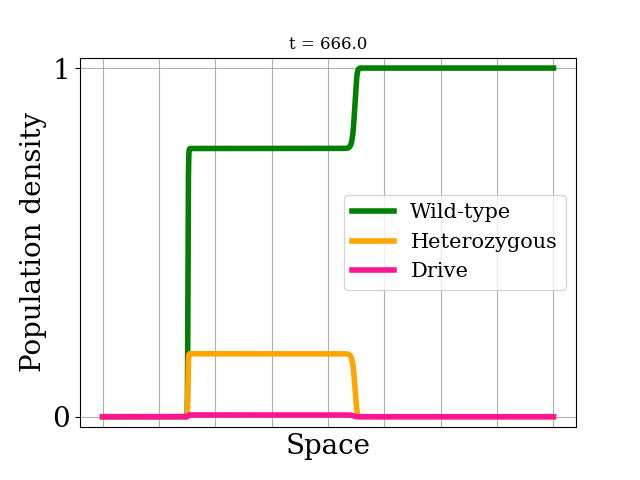 t = 666.0
1
Population density
Wild-type
Heterozygous
Drive
0
Space